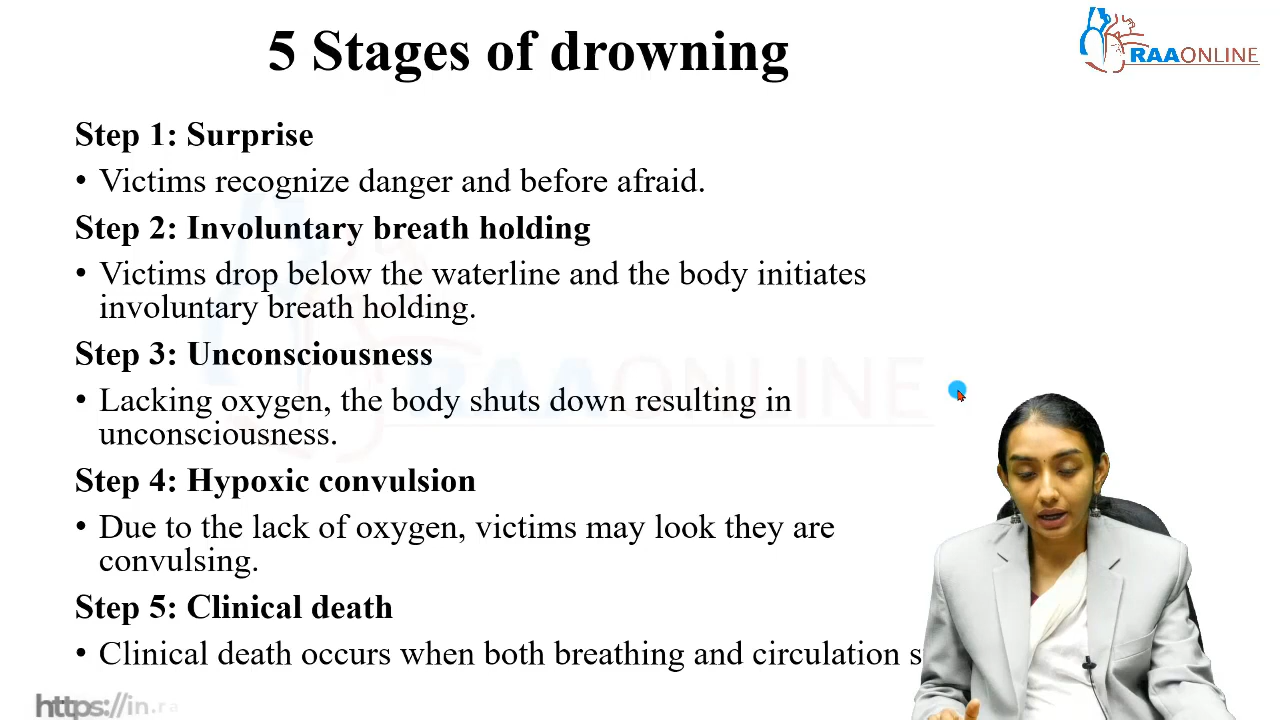 5 Stages of drowning
RAAONLINE
Step 1: Surprise
• Victims recognize danger and before afraid.
Step 2: Involuntary breath holding
• Victims drop below the waterline and the body initiates
involuntary breath holding.
Step 3: Unconsciousness
• Lacking oxygen, the body shuts down resulting in
unconsciousness.
Step 4: Hypoxic convulsion
• Due to the lack of oxygen, victims may look they are
convulsing.
Step 5: Clinical death
• Clinical death occurs when both breathing and circulation s
RAAONLINE
https://in.ra